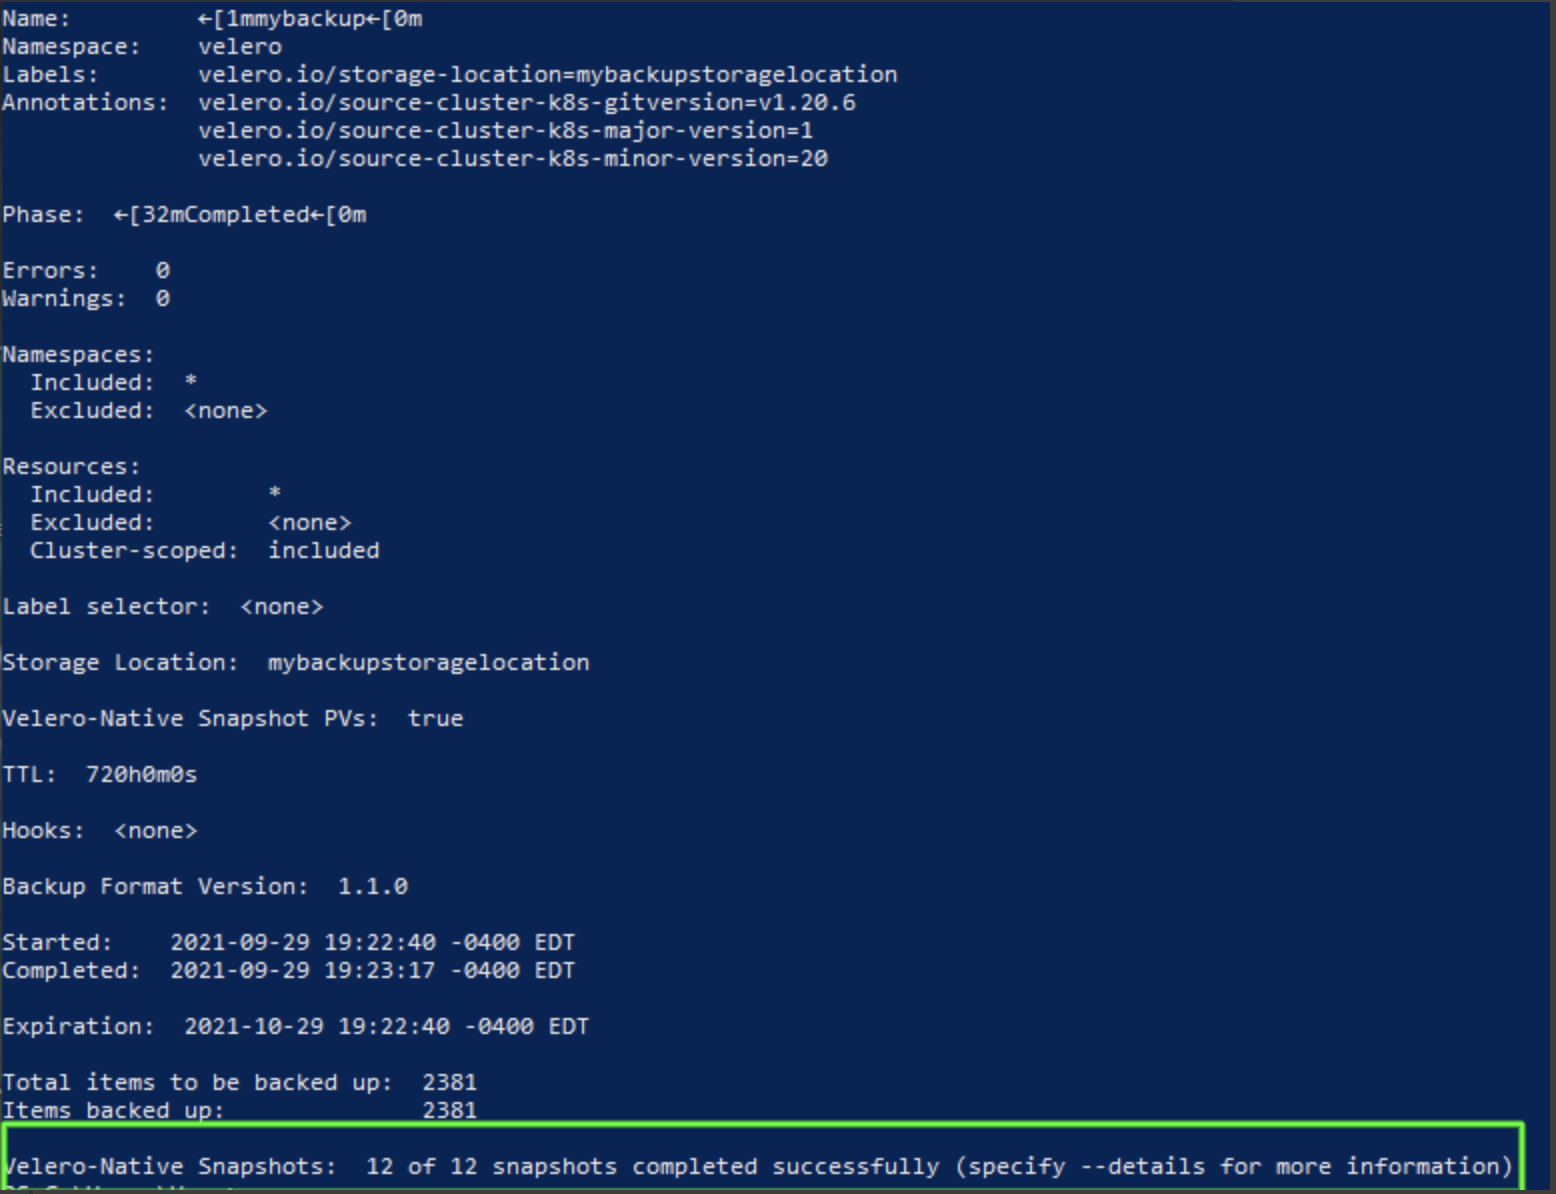 Name:         ←[1mmybackup←[0m
Namespace:    velero
Labels:       velero.io/storage-location=mybackupstoragelocation
Annotations:  velero.io/source-cluster-k8s-gitversion=v1.20.6
              velero.io/source-cluster-k8s-major-version=1
              velero.io/source-cluster-k8s-minor-version=20

Phase:  ←[32mCompleted←[0m

Errors:    0
Warnings:  0

Namespaces:
  Included:  *
  Excluded:  <none>

Resources:
  Included:        *
  Excluded:        <none>
  Cluster-scoped:  included

Label selector:  <none>

Storage Location:  mybackupstoragelocation

Velero-Native Snapshot PVs:  true

TTL:  720h0m0s

Hooks:  <none>

Backup Format Version:  1.1.0

Started:    2021-09-29 19:22:40 -0400 EDT
Completed:  2021-09-29 19:23:17 -0400 EDT

Expiration:  2021-10-29 19:22:40 -0400 EDT

Total items to be backed up:  2381
Items backed up:              2381

Velero-Native Snapshots:  12 of 12 snapshots completed successfully (specify --details for more information)